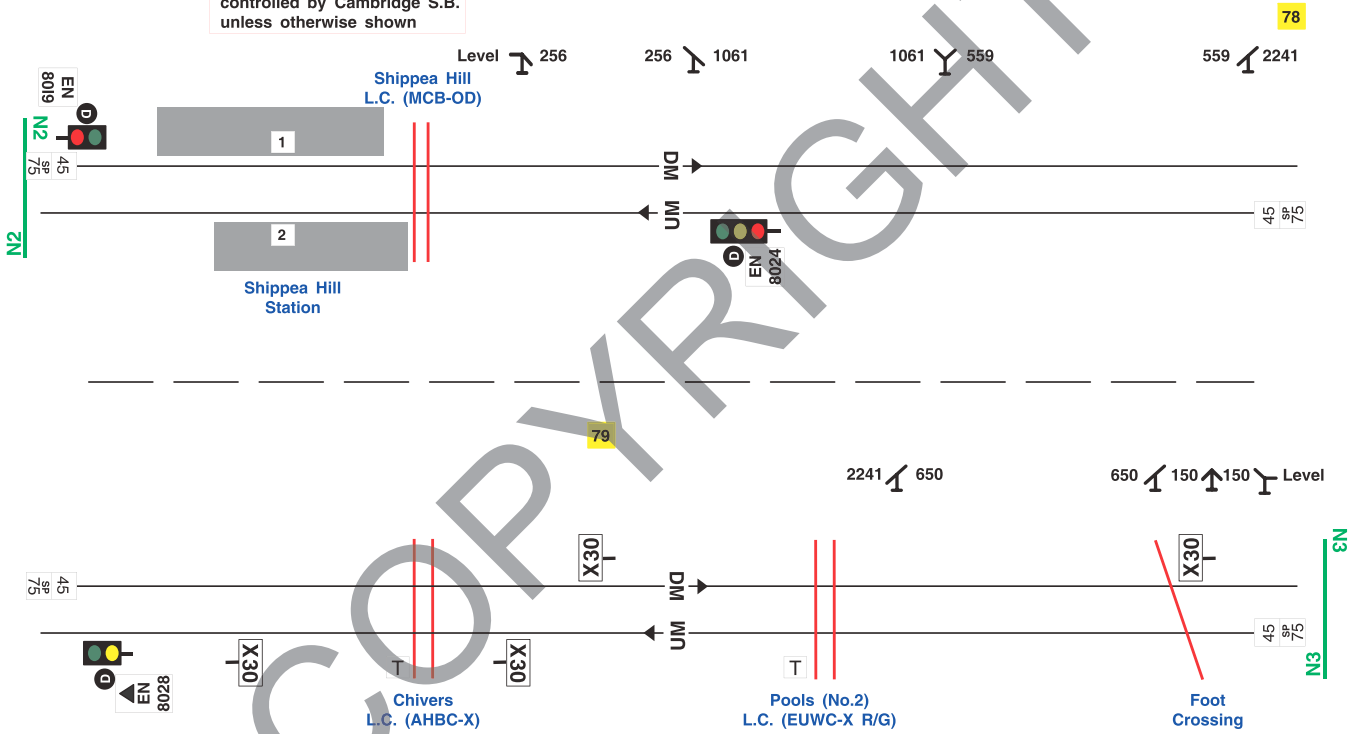 controlled by Cambridge S.B.
unless otherwise shown
78
Level 256
256 1061
1061 559
559 2241
Shippea Hill
L.C. (MCB-OD)
EN
8019
D
N2
1
75 SP 45
DM
UM
45 SP 75
N2
2
D
EN
8024
Shippea Hill
Station
79
2241 650
650 150 150 Level
X30
X30
N3
75 SP 45
DM
UM
45 SP 75
D
EN
8028
X30
T
X30
T
N3
Chivers
L.C. (AHBC-X)
Pools (No.2)
L.C. (EUWC-X R/G)
Foot
Crossing
COPYRIGHT